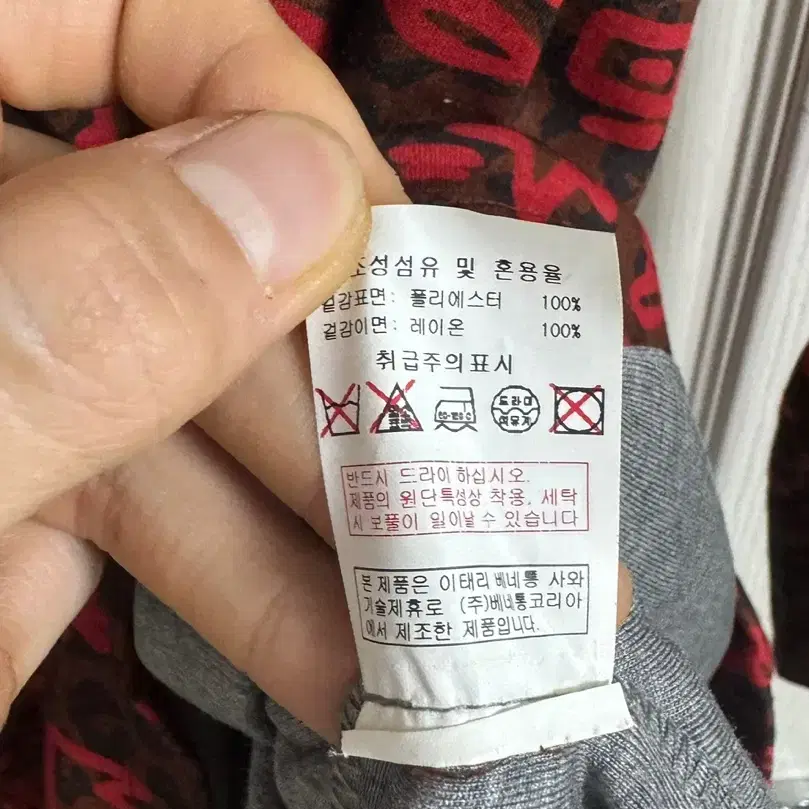 조성섬유 및 혼용율
겉감표면: 폴리에스터 100%
겉감이면: 레이온 100%
취급주의표시
드라이
석유계
반드시 드라이 하십시오.
제품의 원단특성상 착용, 세탁
시 보풀이 일이날 수 있습니다
본 제품은 이태리 베네통 사와
기술제휴로 (주)베네통코리아
에서 제조한 제품입니다.